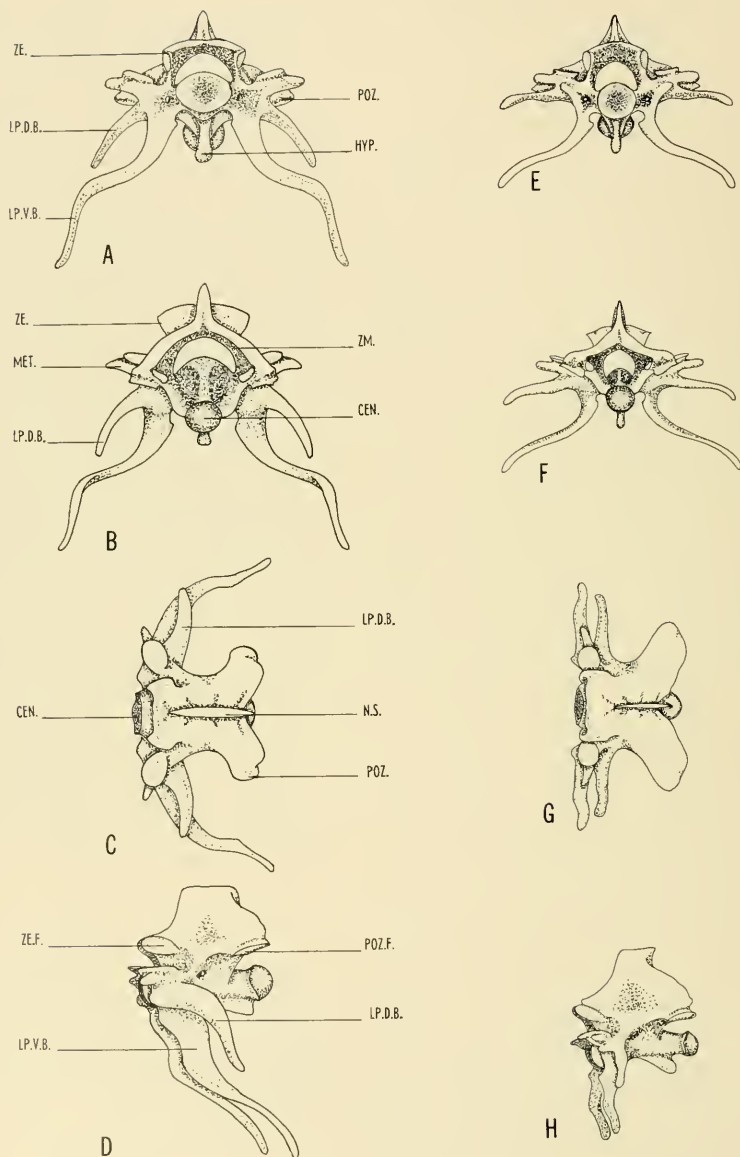 ZE.
POZ.
LP.D.B.
HYP.
LP.V.B.
A
E
ZE.
ZM.
MET.
CEN.
LP.D.B.
B
F
LP.D.B.
CEN.
N.S.
POZ.
C
G
ZE.F.
POZ.F.
LP.D.B.
LP.V.B.
D
H